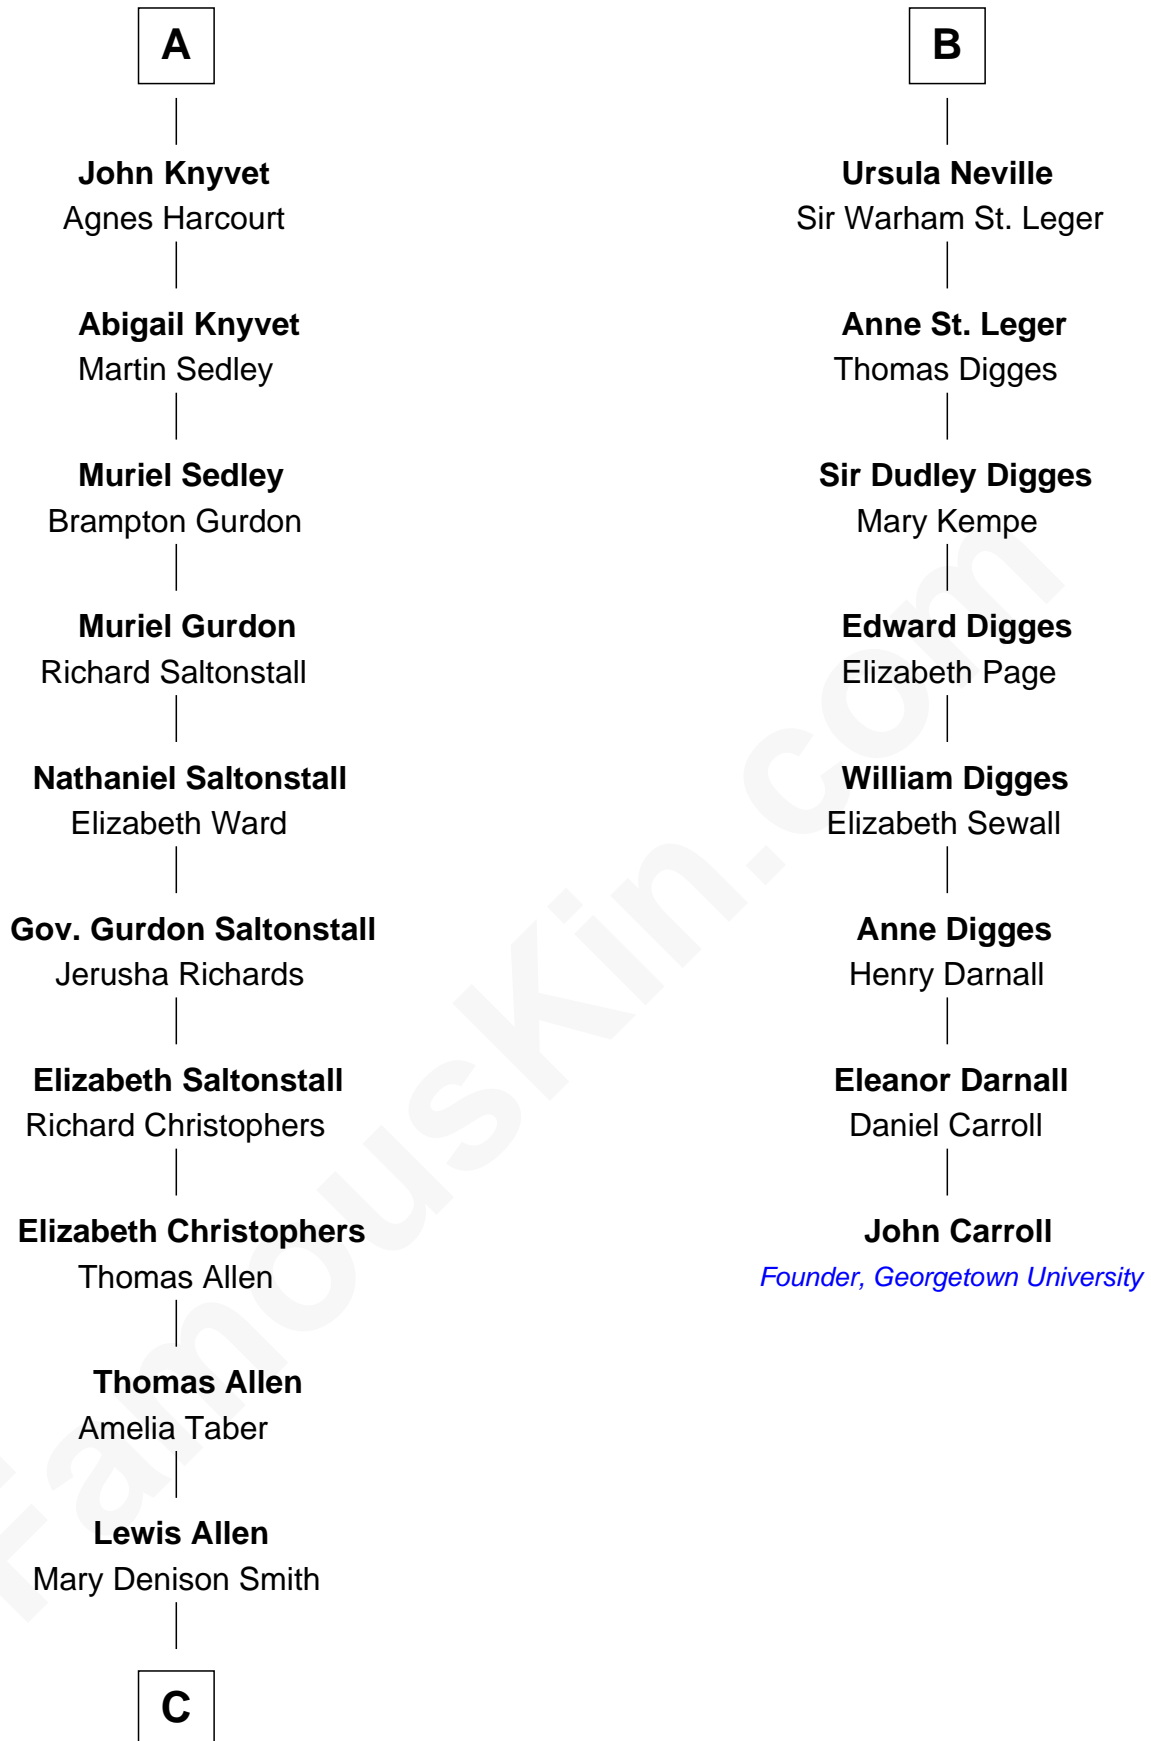 A
John Knyvet
Agnes Harcourt
Abigail Knyvet
Martin Sedley
Muriel Sedley
Brampton Gurdon
Muriel Gurdon
Richard Saltonstall
Nathaniel Saltonstall
Elizabeth Ward
Gov. Gurdon Saltonstall
Jerusha Richards
Elizabeth Saltonstall
Richard Christophers
Elizabeth Christophers
Thomas Allen
Thomas Allen
Amelia Taber
Lewis Allen
Mary Denison Smith
C
B
Ursula Neville
Sir Warham St. Leger
Anne St. Leger
Thomas Digges
Sir Dudley Digges
Mary Kempe
Edward Digges
Elizabeth Page
William Digges
Elizabeth Sewall
Anne Digges
Henry Darnall
Eleanor Darnall
Daniel Carroll
John Carroll
Founder, Georgetown University
FamousKin.com